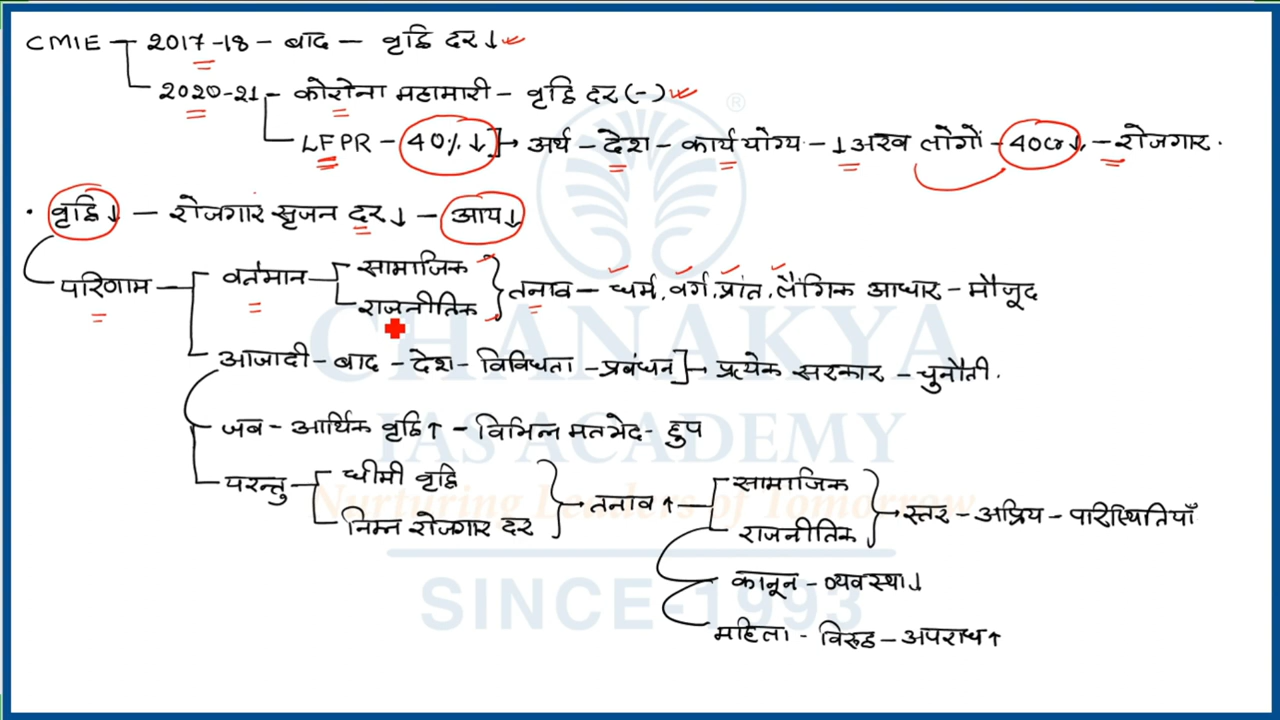 CMIE – 2017-18 – बाद – वृद्धि दर↓
2020-21 – कोरोना महामारी – वृद्धि दर (-)
LFPR – 40%↓] → अर्थ – देश – कार्य योग्य – ↓अरब लोगों – 40cr↓ – रोजगार.
• वृद्धि↓ – रोजगार सृजन दर↓ – आय↓
परिणाम – वर्तमान – सामाजिक
राजनीतिक } तनाव – धर्म, वर्ग, प्रांत, लैंगिक आधार – मौजूद
आजादी – बाद – देश – विविधता – प्रबंधन] → प्रत्येक सरकार – चुनौती.
जब – आर्थिक वृद्धि↑ – विभिन्न मतभेद – हुप
परन्तु – धीमी वृद्धि
निम्न रोजगार दर } → तनाव↑ – सामाजिक
राजनीतिक } → स्तर – अप्रिय – परिस्थितियाँ
कानून – व्यवस्था↓
महिला – विरुद्ध – अपराध↑
CHANAKYA
IAS ACADEMY
Nurturing Leaders of Tomorrow
SINCE-1993